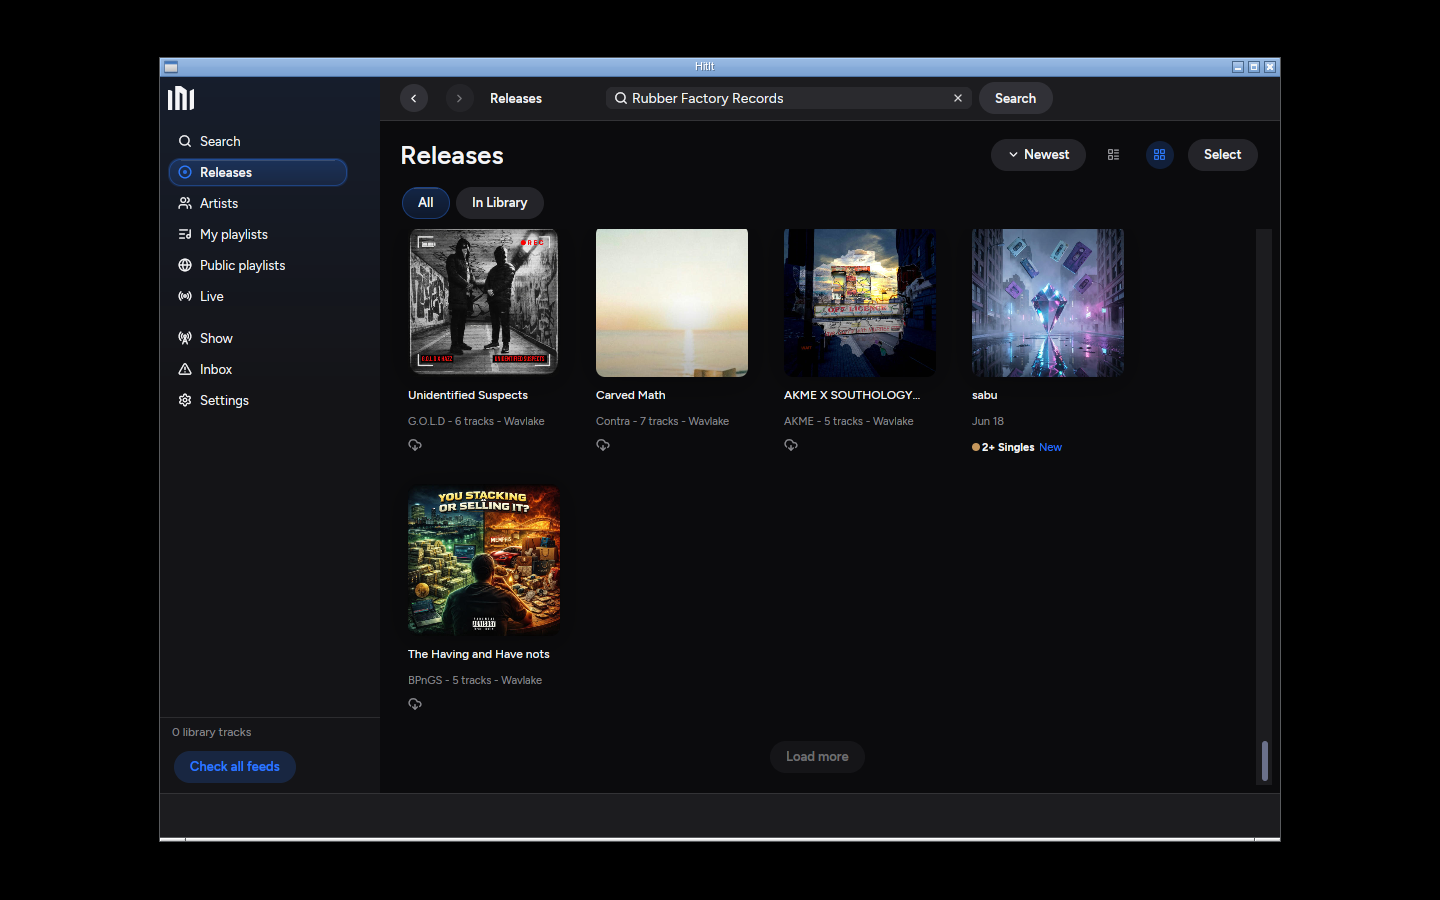 HitIt
Releases
Rubber Factory Records
Search
Search
Releases
Artists
My playlists
Public playlists
Live
Show
Inbox
Settings
0 library tracks
Check all feeds
Releases
Newest
Select
All
In Library
REC
Unidentified Suspects
G.O.L.D - 6 tracks - Wavlake
Carved Math
Contra - 7 tracks - Wavlake
AKME X SOUTHOLOGY...
AKME - 5 tracks - Wavlake
sabu
Jun 18
2+ Singles New
YOU STACKING
OR SELLING IT?
MEMPHIS
The Having and Have nots
BPnGS - 5 tracks - Wavlake
Load more